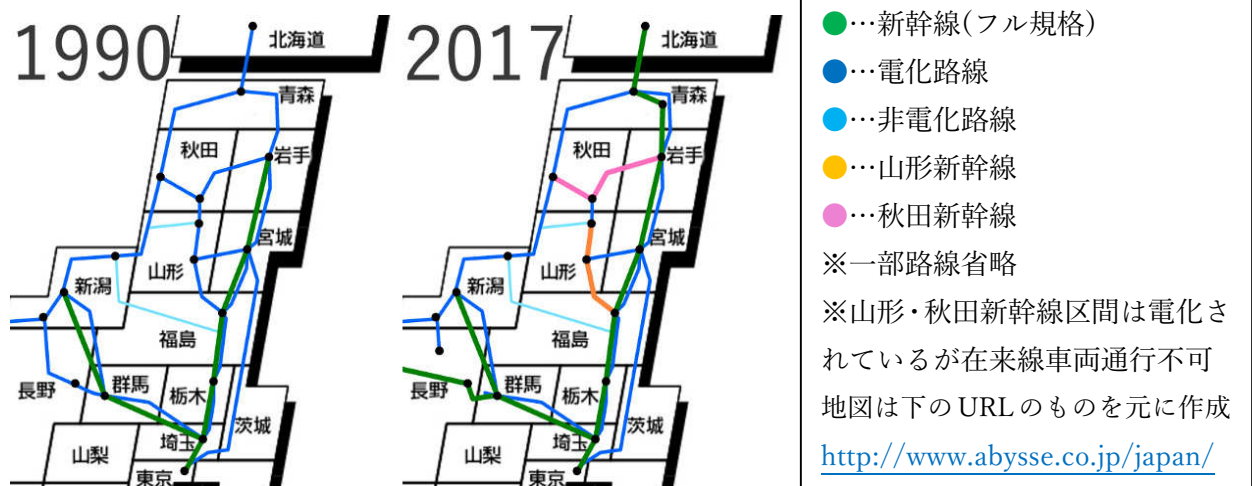 1990
北海道
青森
秋田
岩手
宮城
山形
新潟
福島
長野
群馬
栃木
茨城
埼玉
山梨
東京
2017
北海道
青森
秋田
岩手
宮城
山形
新潟
福島
長野
群馬
栃木
茨城
埼玉
山梨
東京
●…新幹線(フル規格)
●…電化路線
●…非電化路線
●…山形新幹線
●…秋田新幹線
※一部路線省略
※山形・秋田新幹線区間は電化さ
れているが在来線車両通行不可
地図は下のURLのものを元に作成
http://www.abysse.co.jp/japan/